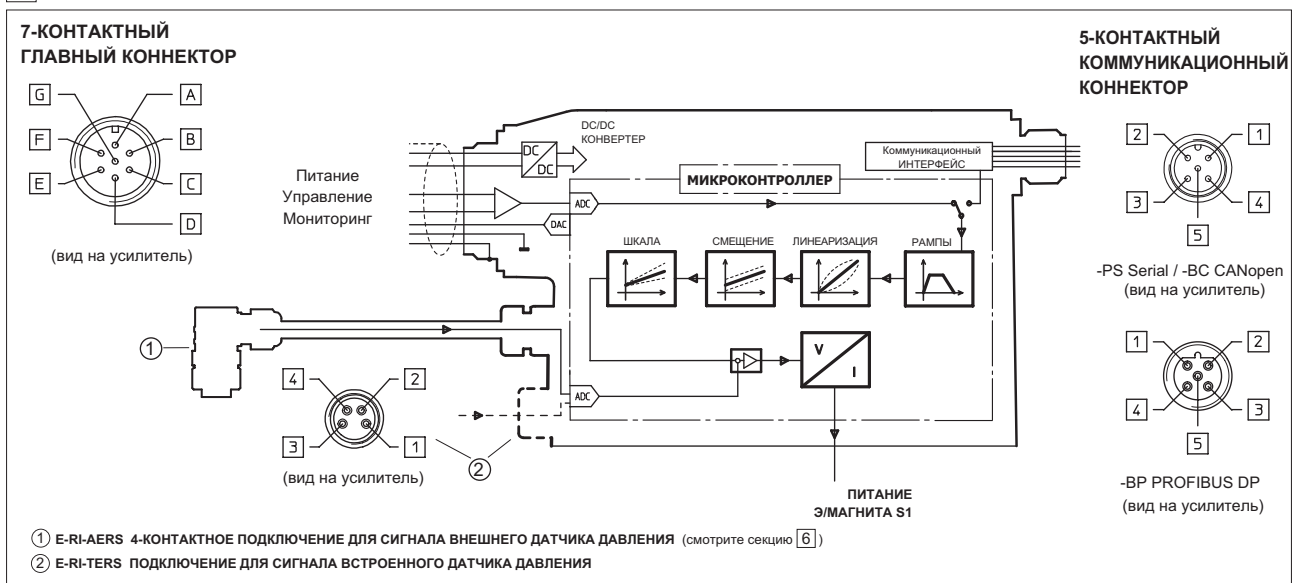 7-КОНТАКТНЫЙ
ГЛАВНЫЙ КОННЕКТОР
G
A
F
B
E
C
D
(вид на усилитель)
Питание
Управление
Мониторинг
DC/DC
КОНВЕРТЕР
DC
DC
Коммуникационный
ИНТЕРФЕЙС
МИКРОКОНТРОЛЛЕР
ADC
DAC
ШКАЛА
СМЕЩЕНИЕ
ЛИНЕАРИЗАЦИЯ
РАМПЫ
V
I
ADC
ПИТАНИЕ
Э/МАГНИТА S1
1
4
2
3
1
2
(вид на усилитель)
5-КОНТАКТНЫЙ
КОММУНИКАЦИОННЫЙ
КОННЕКТОР
2
1
3
4
5
-PS Serial / -BC CANopen
(вид на усилитель)
1
2
4
3
5
-BP PROFIBUS DP
(вид на усилитель)
1 E-RI-AERS 4-КОНТАКТНОЕ ПОДКЛЮЧЕНИЕ ДЛЯ СИГНАЛА ВНЕШНЕГО ДАТЧИКА ДАВЛЕНИЯ (смотрите секцию 6)
2 E-RI-TERS ПОДКЛЮЧЕНИЕ ДЛЯ СИГНАЛА ВСТРОЕННОГО ДАТЧИКА ДАВЛЕНИЯ